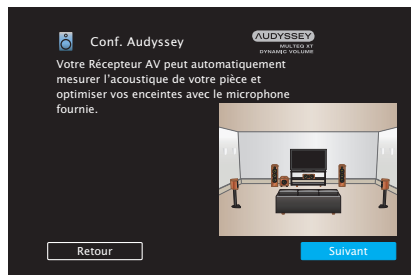 Conf. Audyssey
AUDYSSEY
MULTEQ XT
DYNAMIC VOLUME
Votre Récepteur AV peut automatiquement
mesurer l'acoustique de votre pièce et
optimiser vos enceintes avec le microphone
fournie.
Retour
Suivant